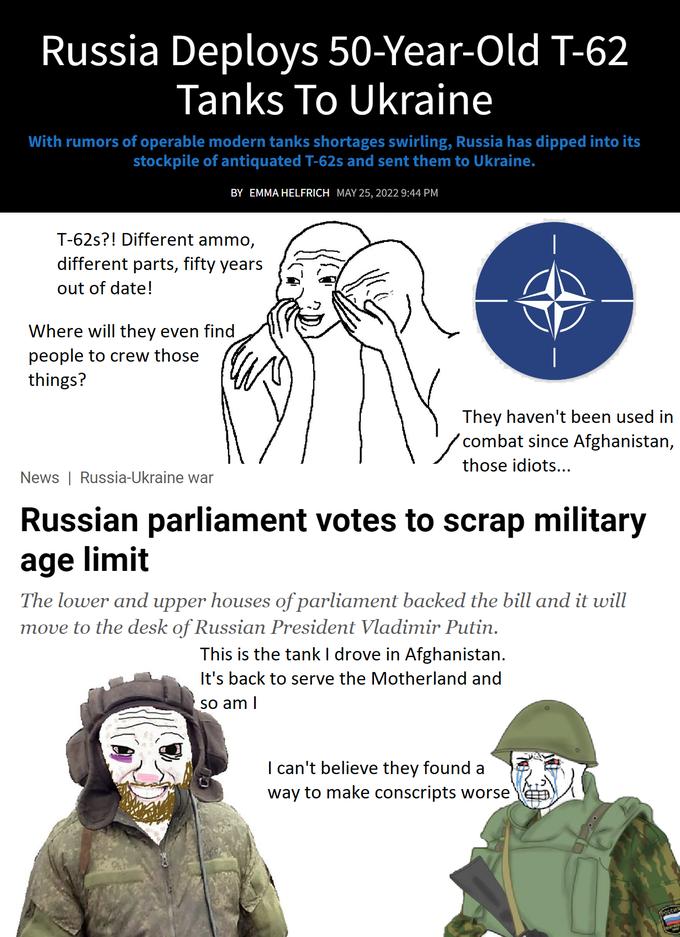 Russia Deploys 50-Year-Old T-62
Tanks To Ukraine
With rumors of operable modern tanks shortages swirling, Russia has dipped into its
stockpile of antiquated T-62s and sent them to Ukraine.
BY EMMA HELFRICH MAY 25, 2022 9:44 PM
T-62s?! Different ammo,
different parts, fifty years
out of date!
Where will they even find
people to crew those
things?
They haven't been used in
combat since Afghanistan,
those idiots...
News | Russia-Ukraine war
Russian parliament votes to scrap military
age limit
The lower and upper houses of parliament backed the bill and it will
move to the desk of Russian President Vladimir Putin.
This is the tank I drove in Afghanistan.
It's back to serve the Motherland and
so am I
I can't believe they found a
way to make conscripts worse